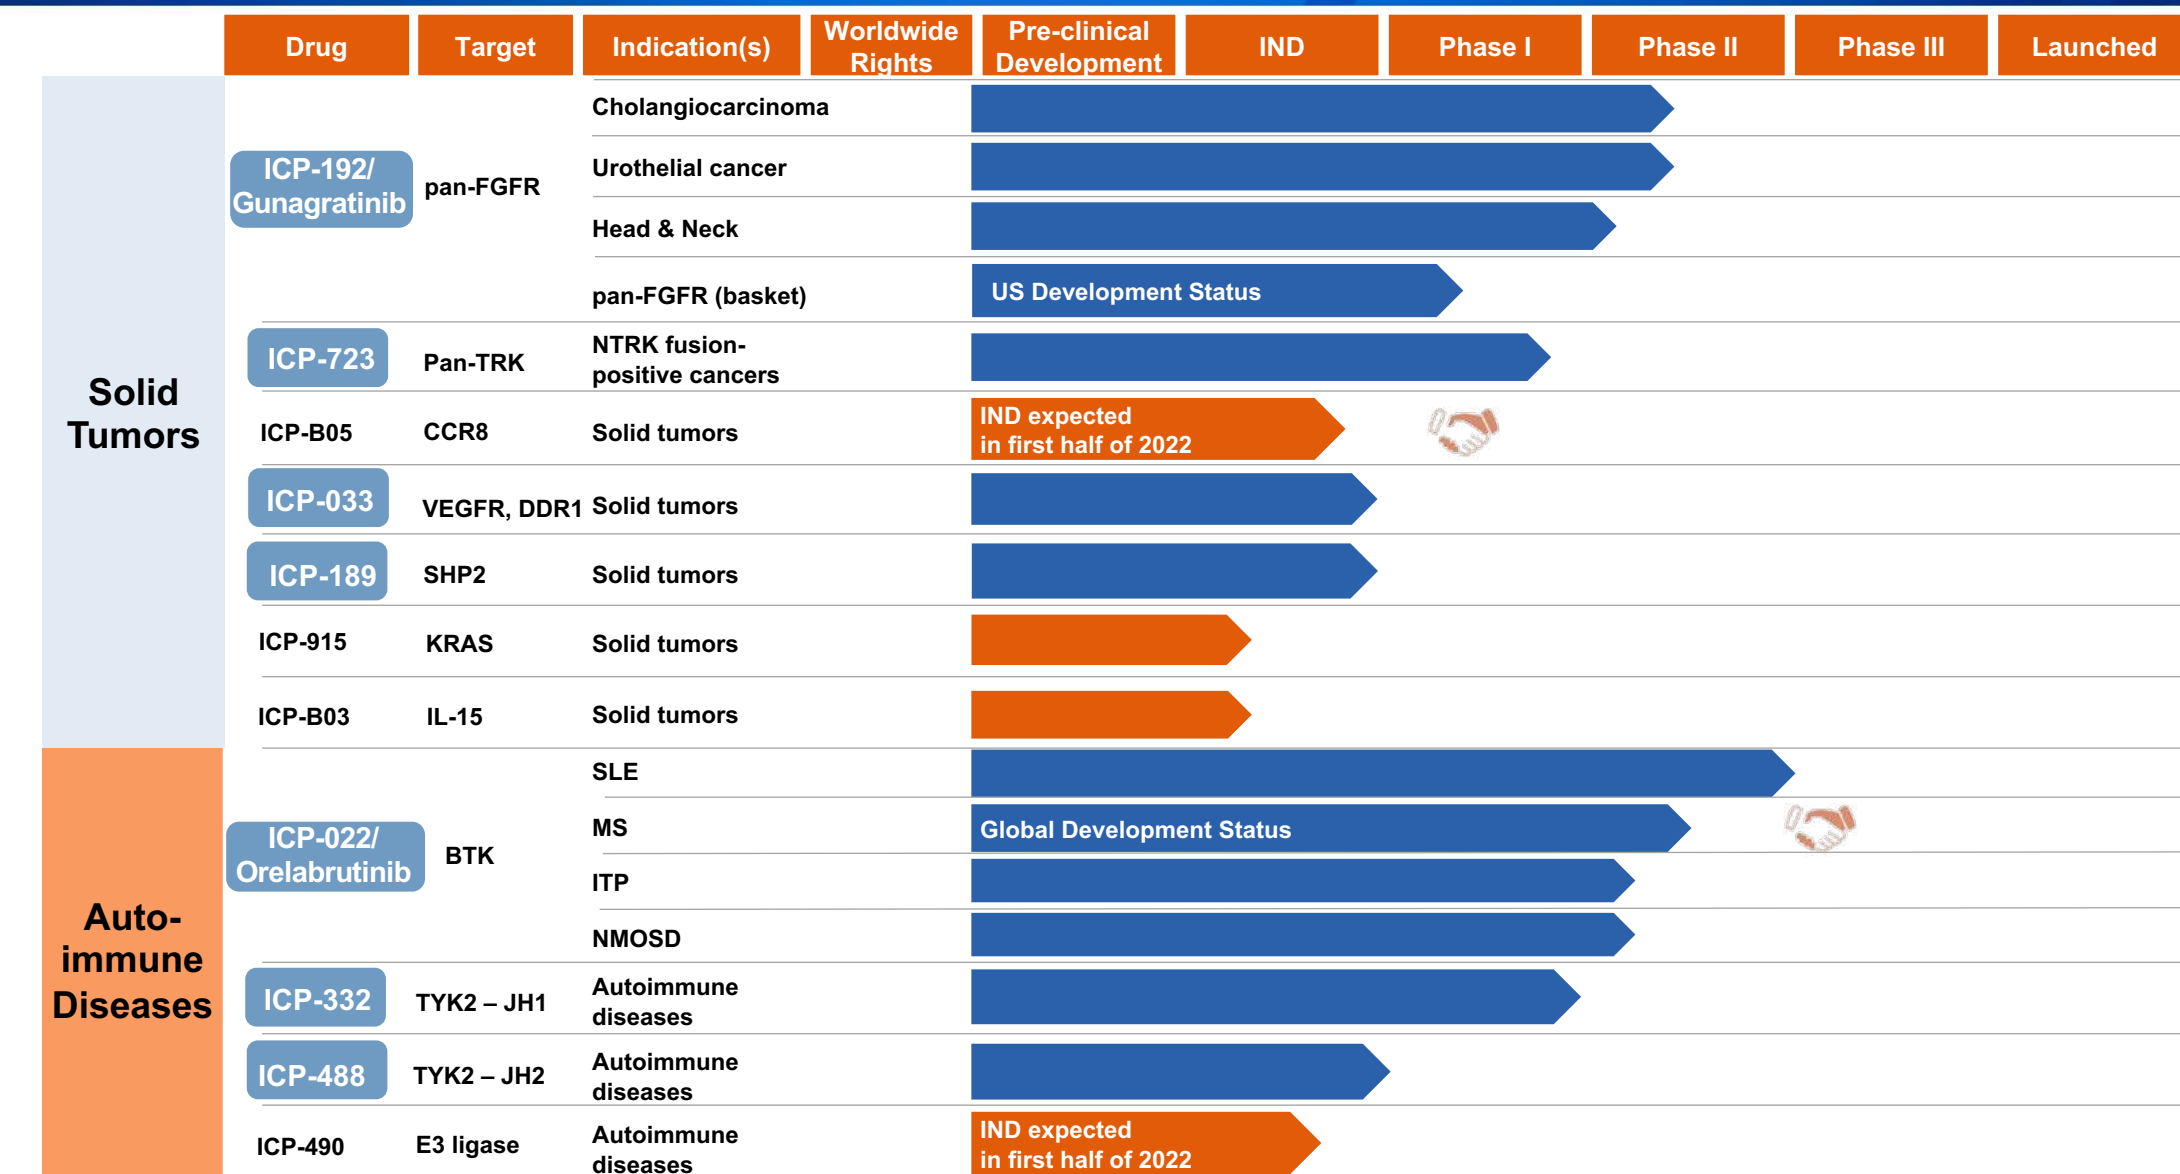 Drug
Target
Indication(s)
Worldwide
Rights
Pre-clinical
Development
IND
Phase I
Phase II
Phase III
Launched
Solid
Tumors
ICP-192/
Gunagratinib
pan-FGFR
Cholangiocarcinoma
Urothelial cancer
Head & Neck
pan-FGFR (basket)
US Development Status
ICP-723
Pan-TRK
NTRK fusion-
positive cancers
ICP-B05
CCR8
Solid tumors
IND expected
in first half of 2022
ICP-033
VEGFR, DDR1
Solid tumors
ICP-189
SHP2
Solid tumors
ICP-915
KRAS
Solid tumors
ICP-B03
IL-15
Solid tumors
Auto-
immune
Diseases
ICP-022/
Orelabrutinib
BTK
SLE
MS
Global Development Status
ITP
NMOSD
ICP-332
TYK2 – JH1
Autoimmune
diseases
ICP-488
TYK2 – JH2
Autoimmune
diseases
ICP-490
E3 ligase
Autoimmune
diseases
IND expected
in first half of 2022